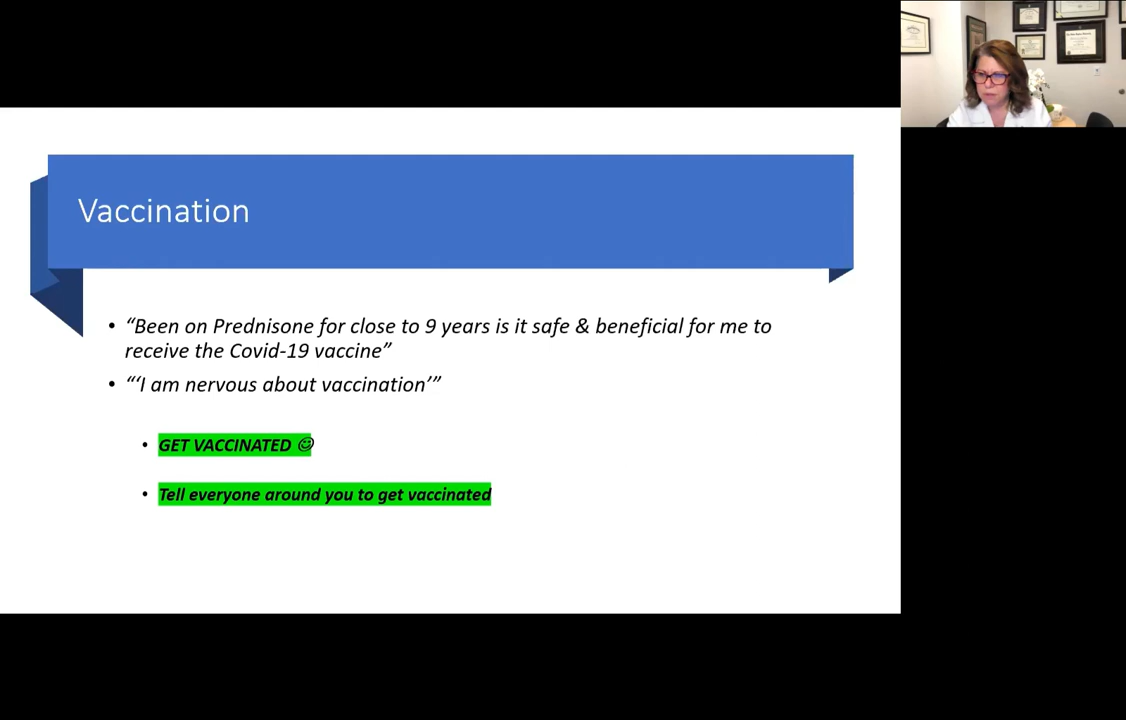 Vaccination
• “Been on Prednisone for close to 9 years is it safe & beneficial for me to
receive the Covid-19 vaccine”
• “‘I am nervous about vaccination’”
• GET VACCINATED ☺
• Tell everyone around you to get vaccinated